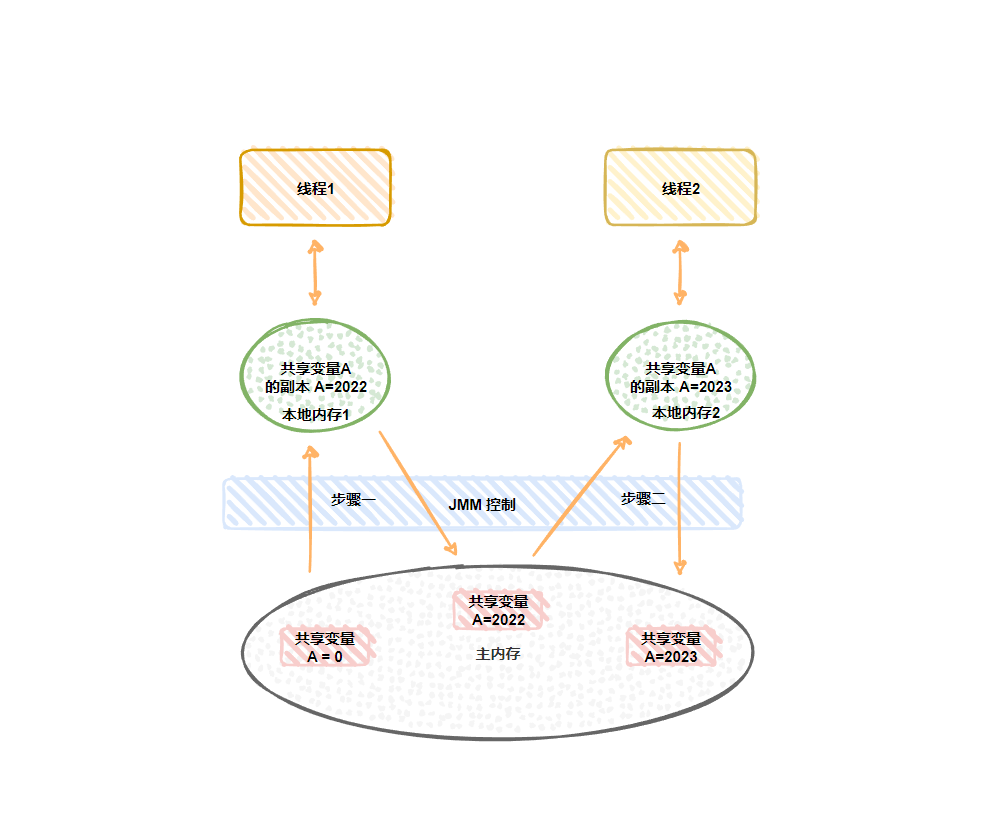 线程1
线程2
共享变量A
的副本 A=2022
本地内存1
共享变量A
的副本 A=2023
本地内存2
步骤一
JMM 控制
步骤二
共享变量
A = 0
共享变量
A=2022
主内存
共享变量
A=2023